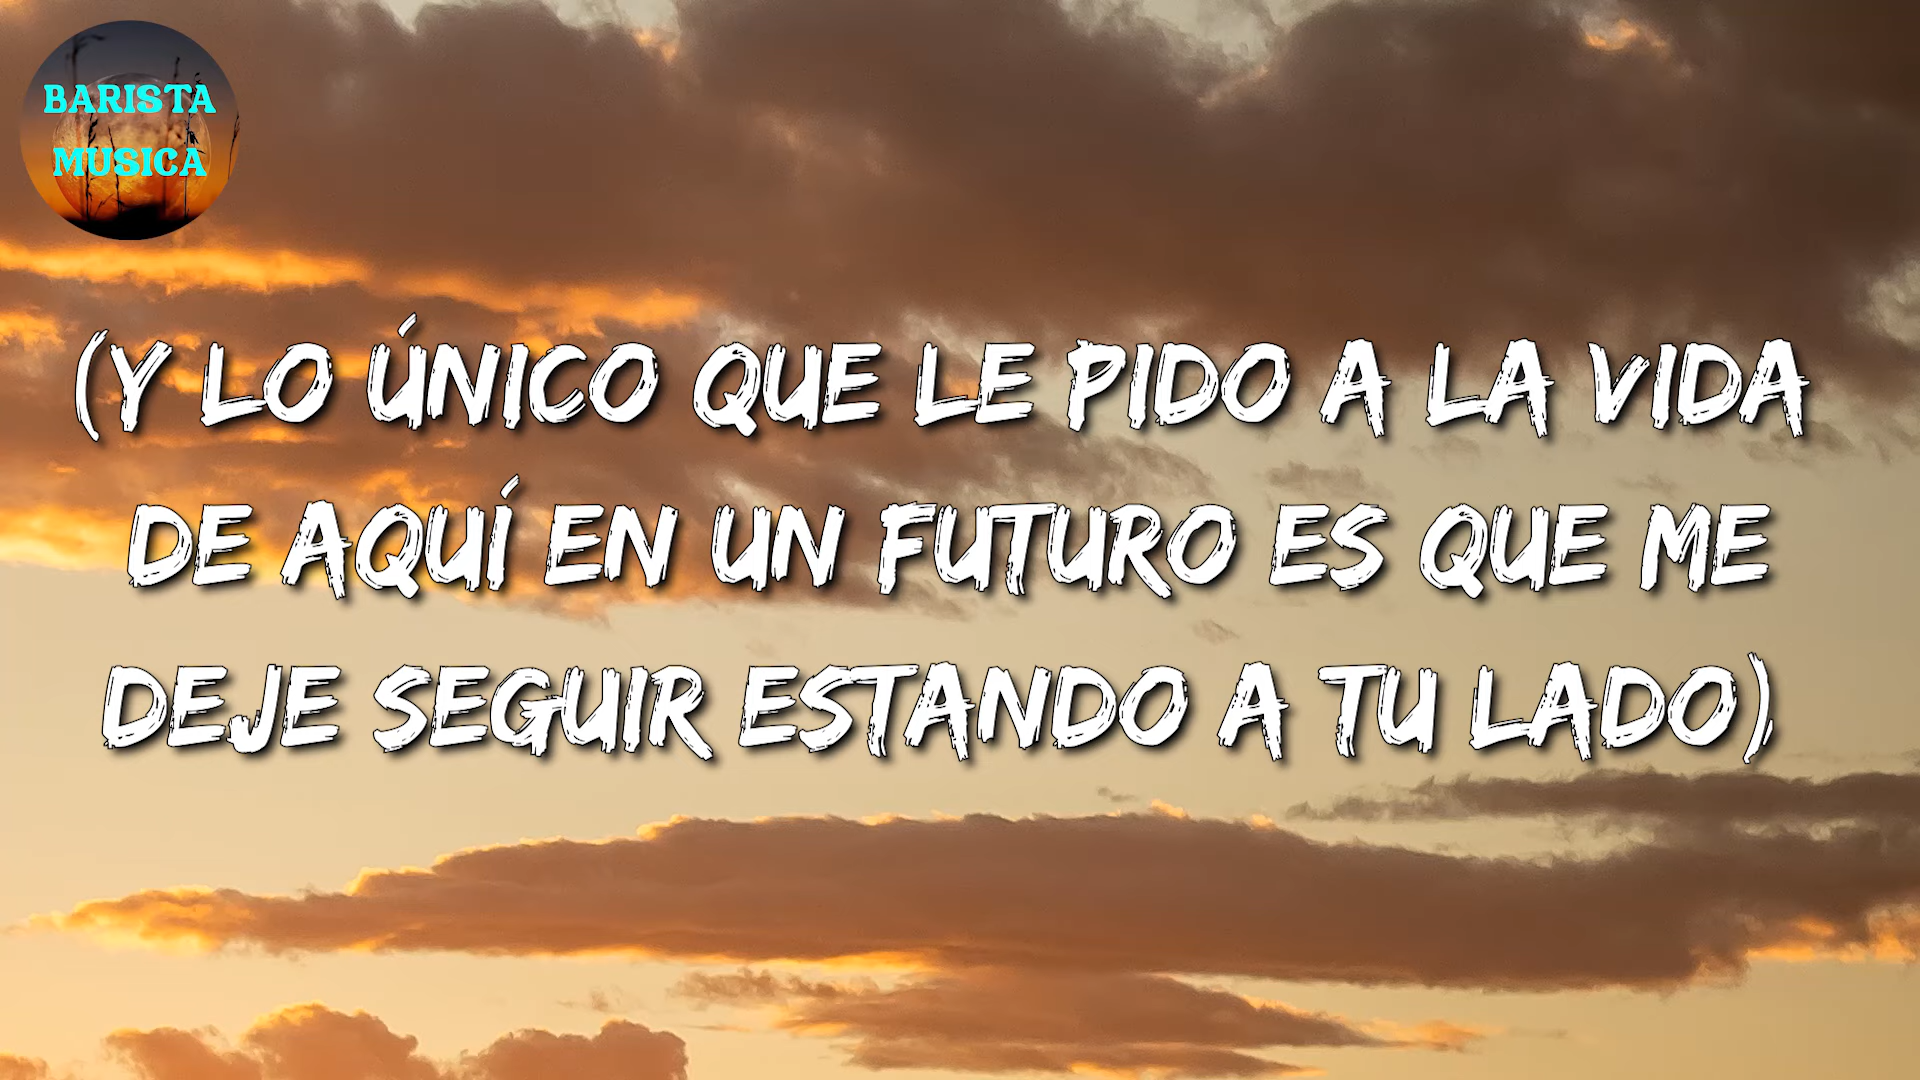 BARISTA
MUSICA
(Y LO ÚNICO QUE LE PIDO A LA VIDA
DE AQUÍ EN UN FUTURO ES QUE ME
DEJE SEGUIR ESTANDO A TU LADO)